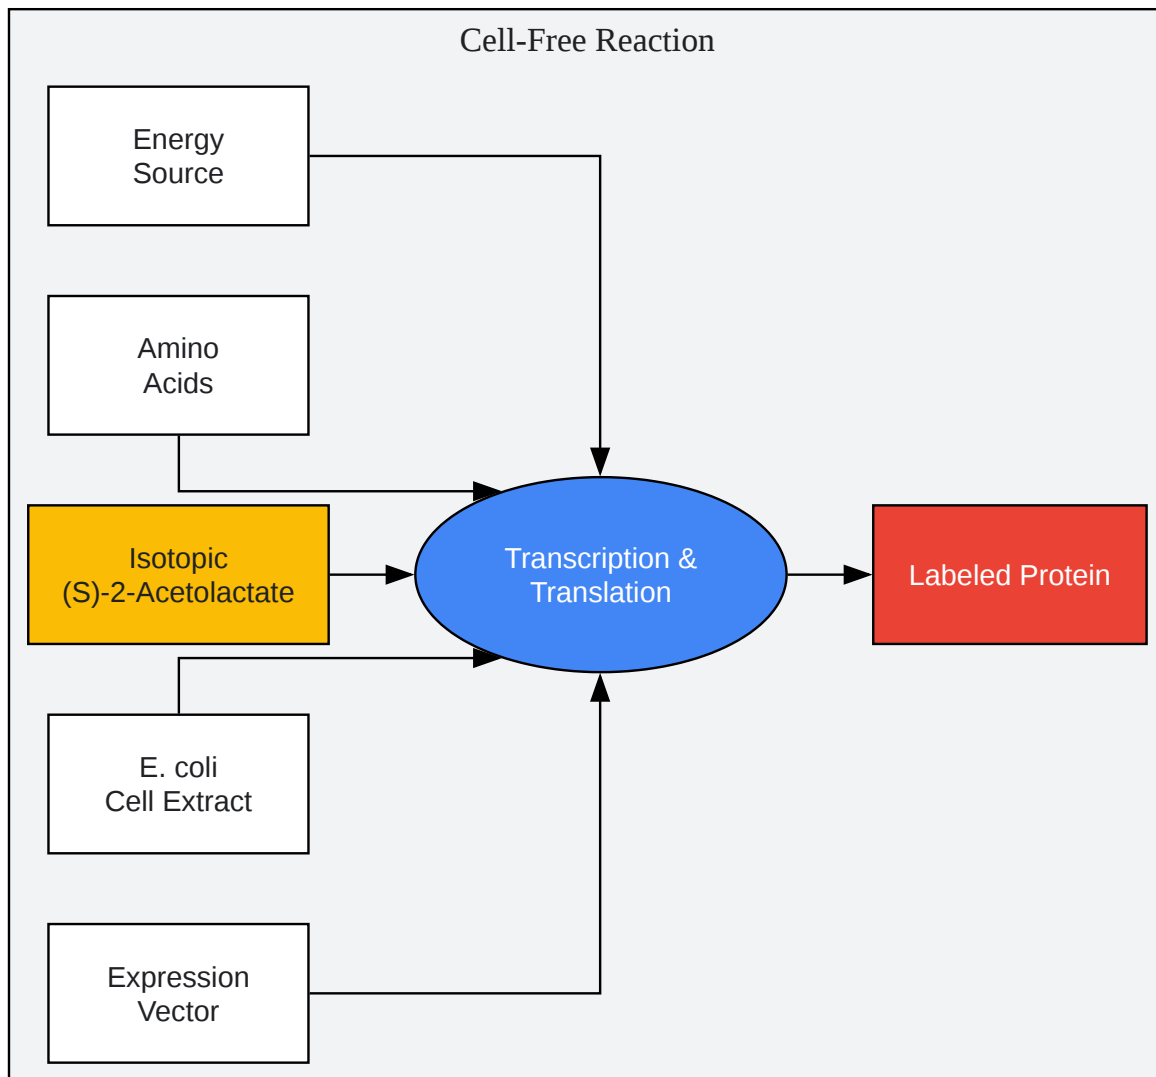 Cell-Free Reaction
Energy
Source
Amino
Acids
Isotopic
(S)-2-Acetolactate
Transcription &
Translation
Labeled Protein
E. coli
Cell Extract
Expression
Vector